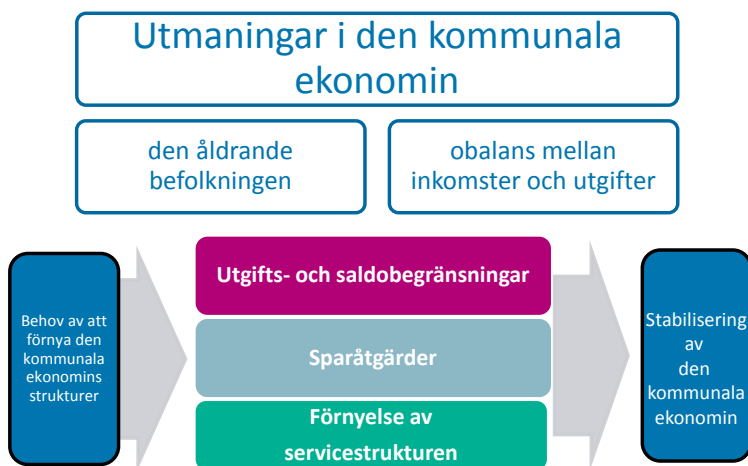 Utmaningar i den kommunala
ekonomin
den åldrande
befolkningen
obalans mellan
inkomster och utgifter
Behov av att
förnya den
kommunala
ekonomins
strukturer
Utgifts- och saldobegränsningar
Sparåtgärder
Förnyelse av
servicestrukturen
Stabilisering
av
den
kommunala
ekonomin